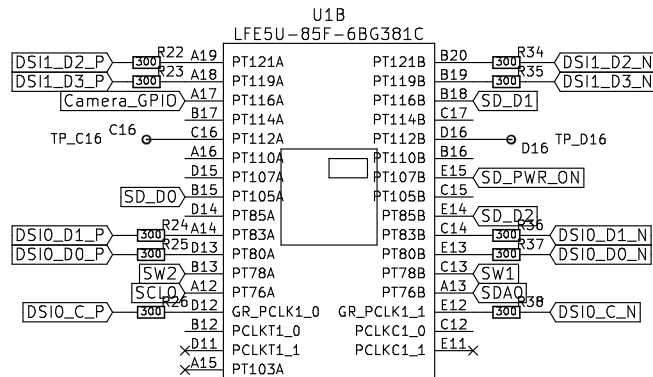 U1B
LFE5U-85F-6BG381C
DSI1_D2_P 300 R22 A19 PT121A PT121B B20 R34 300 DSI1_D2_N
DSI1_D3_P 300 R23 A18 PT119A PT119B B19 R35 300 DSI1_D3_N
Camera_GPIO A17 PT116A PT116B B18 SD_D1
B17 PT114A PT114B C17
TP_C16 C16 C16 PT112A PT112B D16 D16 TP_D16
A16 PT110A PT110B B16
D15 PT107A PT107B E15 SD_PWR_ON
SD_D0 B15 PT105A PT105B C15
D14 PT85A PT85B E14 SD_D2
DSI0_D1_P 300 R24 A14 PT83A PT83B C14 R36 300 DSI0_D1_N
DSI0_D0_P 300 R25 D13 PT80A PT80B E13 R37 300 DSI0_D0_N
SW2 B13 PT78A PT78B C13 SW1
SCL0 A12 PT76A PT76B A13 SDA0
DSI0_C_P 300 R26 D12 GR_PCLK1_0 GR_PCLK1_1 E12 R38 300 DSI0_C_N
B12 PCLKT1_0 PCLKC1_0 C12
D11 PCLKT1_1 PCLKC1_1 E11
A15 PT103A